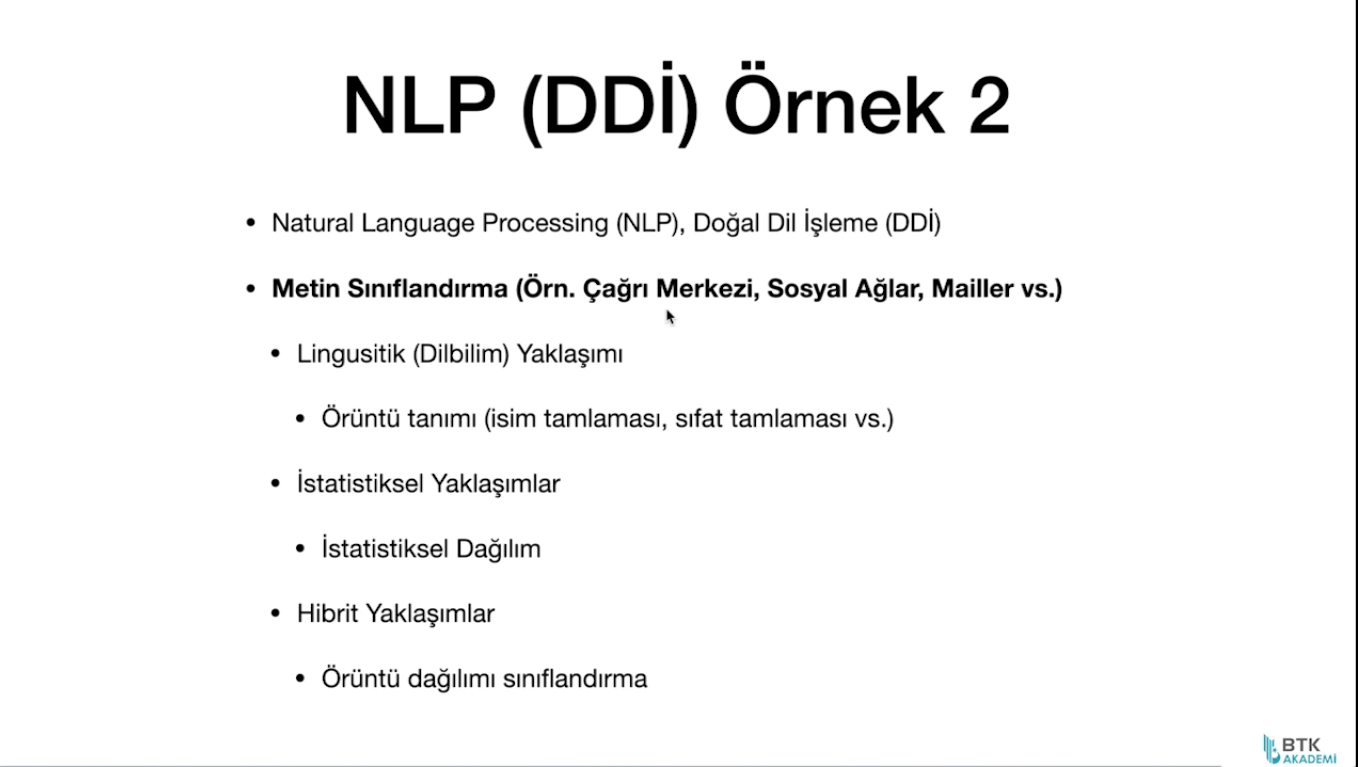 NLP (DDİ) Örnek 2
• Natural Language Processing (NLP), Doğal Dil İşleme (DDİ)
• Metin Sınıflandırma (Örn. Çağrı Merkezi, Sosyal Ağlar, Mailler vs.)
• Lingusitik (Dilbilim) Yaklaşımı
• Örüntü tanımı (isim tamlaması, sıfat tamlaması vs.)
• İstatistiksel Yaklaşımlar
• İstatistiksel Dağılım
• Hibrit Yaklaşımlar
• Örüntü dağılımı sınıflandırma
BTK
AKADEMİ